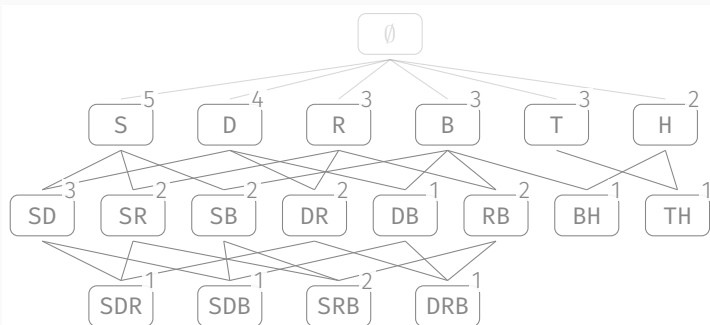 ∅
5 4 3 3 3 2
S D R B T H
3 2 2 2 1 2 1 1
SD SR SB DR DB RB BH TH
1 1 2 1
SDR SDB SRB DRB